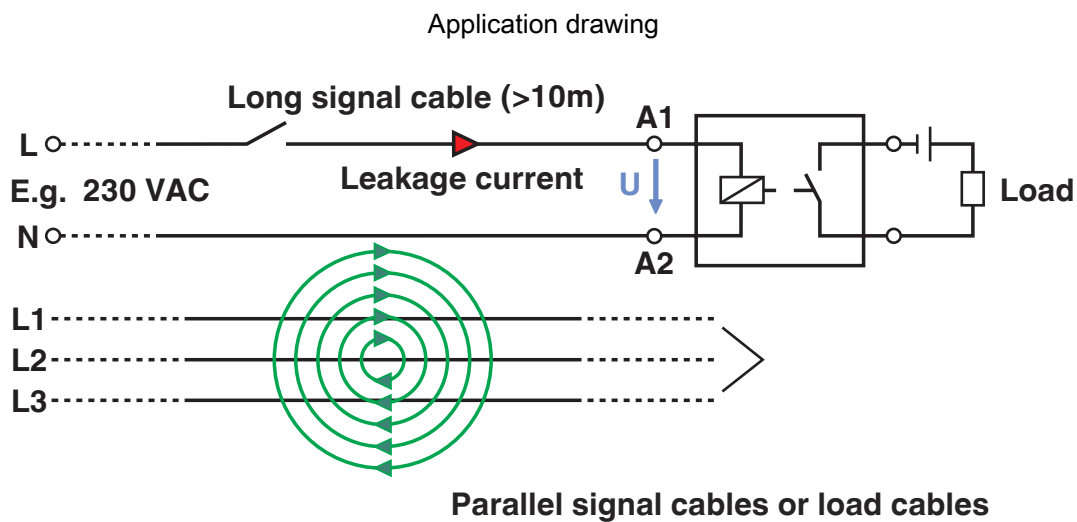 Application drawing
Long signal cable (>10m)
A1
L
Leakage current
U
Load
E.g. 230 VAC
N
A2
L1
L2
L3
Parallel signal cables or load cables